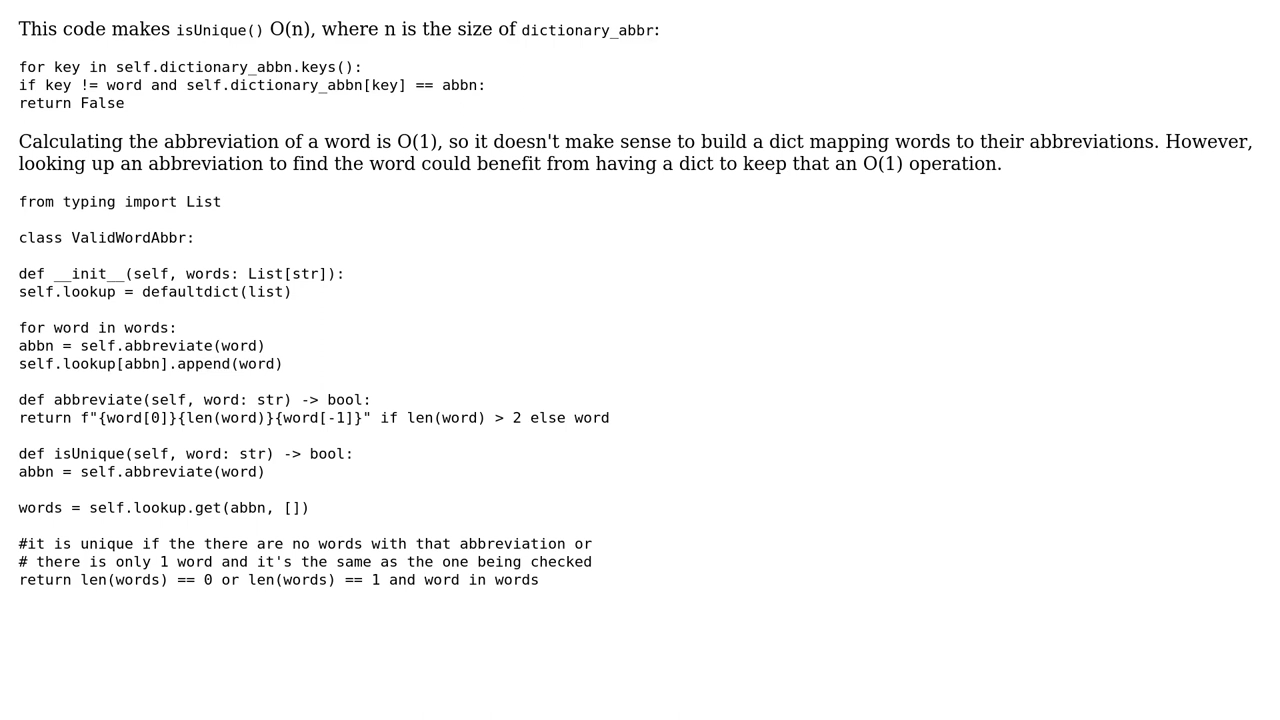 This code makes isUnique() O(n), where n is the size of dictionary_abbr:
for key in self.dictionary_abbn.keys():
if key != word and self.dictionary_abbn[key] == abbn:
return False
Calculating the abbreviation of a word is O(1), so it doesn't make sense to build a dict mapping words to their abbreviations. However,
looking up an abbreviation to find the word could benefit from having a dict to keep that an O(1) operation.
from typing import List
class ValidWordAbbr:
def __init__(self, words: List[str]):
self.lookup = defaultdict(list)
for word in words:
abbn = self.abbreviate(word)
self.lookup[abbn].append(word)
def abbreviate(self, word: str) -> bool:
return f"{word[0]}{len(word)}{word[-1]}" if len(word) > 2 else word
def isUnique(self, word: str) -> bool:
abbn = self.abbreviate(word)
words = self.lookup.get(abbn, [])
#it is unique if the there are no words with that abbreviation or
# there is only 1 word and it's the same as the one being checked
return len(words) == 0 or len(words) == 1 and word in words